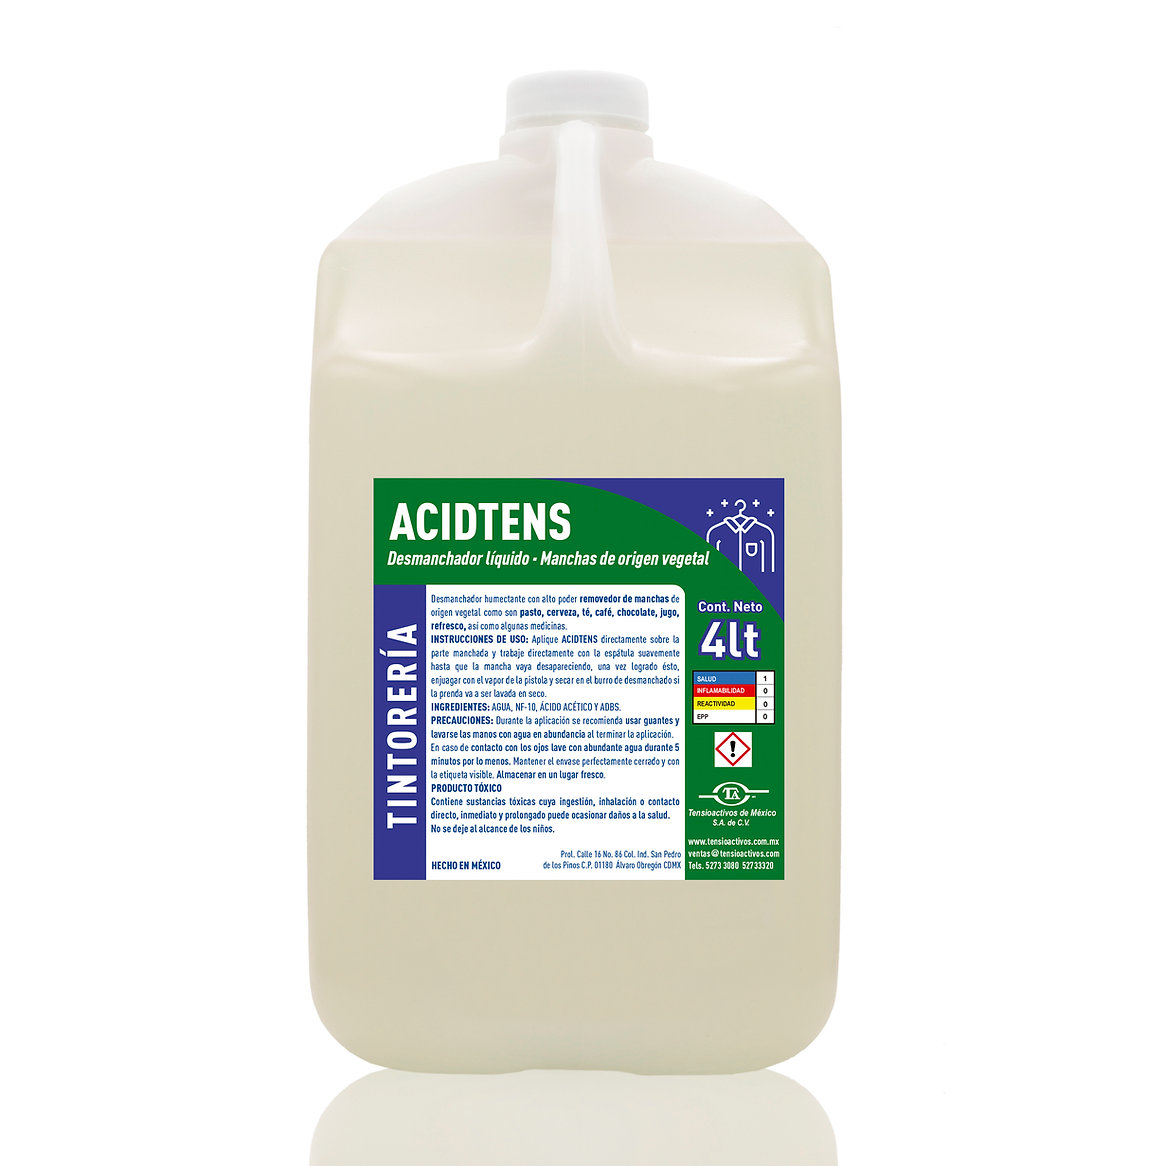 ACIDTENS
Desmanchador líquido • Manchas de origen vegetal
TINTORERÍA
Desmanchador humectante con alto poder removedor de manchas de
origen vegetal como son pasto, cerveza, té, café, chocolate, jugo,
refresco, así como algunas medicinas.
INSTRUCCIONES DE USO: Aplique ACIDTENS directamente sobre la
parte manchada y trabaje directamente con la espátula suavemente
hasta que la mancha vaya desapareciendo, una vez logrado ésto,
enjuagar con el vapor de la pistola y secar en el burro de desmanchado si
la prenda va a ser lavada en seco.
INGREDIENTES: AGUA, NF-10, ÁCIDO ACÉTICO Y ADBS.
PRECAUCIONES: Durante la aplicación se recomienda usar guantes y
lavarse las manos con agua en abundancia al terminar la aplicación.
En caso de contacto con los ojos lave con abundante agua durante 5
minutos por lo menos. Mantener el envase perfectamente cerrado y con
la etiqueta visible. Almacenar en un lugar fresco.
PRODUCTO TÓXICO
Contiene sustancias tóxicas cuya ingestión, inhalación o contacto
directo, inmediato y prolongado puede ocasionar daños a la salud.
No se deje al alcance de los niños.
HECHO EN MÉXICO
Prol. Calle 16 No. 86 Col. Ind. San Pedro
de los Pinos C.P. 01180 Álvaro Obregón CDMX
Cont. Neto
4lt
SALUD 1
INFLAMABILIDAD 0
REACTIVIDAD 0
EPP 0
TA
Tensioactivos de México
S.A. de C.V.
www.tensioactivos.com.mx
ventas@tensioactivos.com
Tels. 5273 3080 52733320